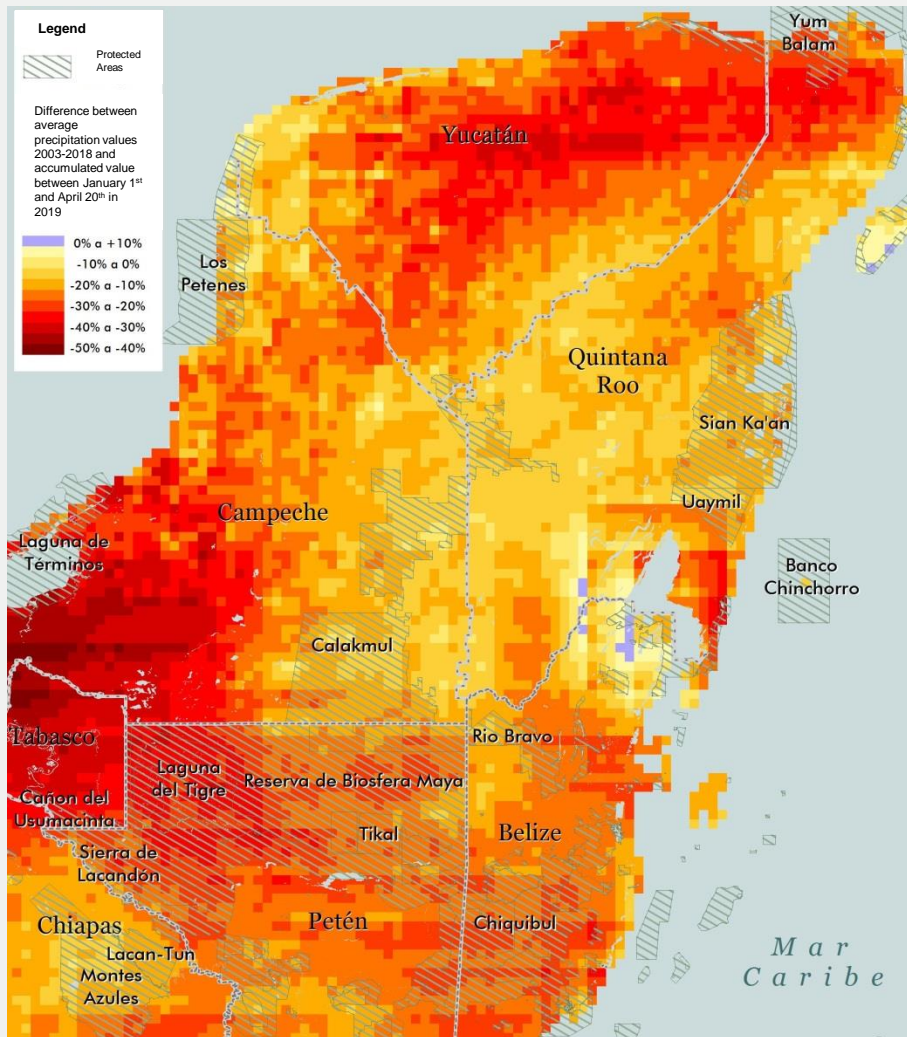 Legend
Protected
Areas
Difference between
average
precipitation values
2003-2018 and
accumulated value
between January 1st
and April 20th in
2019
0% a +10%
-10% a 0%
-20% a -10%
-30% a -20%
-40% a -30%
-50% a -40%
Yum
Balam
Yucatán
Los
Petenes
Quintana
Roo
Sian Ka'an
Uaymil
Campeche
Laguna de
Términos
Banco
Chinchorro
Calakmul
Tabasco
Rio Bravo
Laguna
del Tigre
Reserva de Biosfera Maya
Cañon del
Usumacinta
Tikal
Belize
Sierra de
Lacandón
Chiapas
Petén
Chiquibul
Lacan-Tun
Montes
Azules
Mar
Caribe